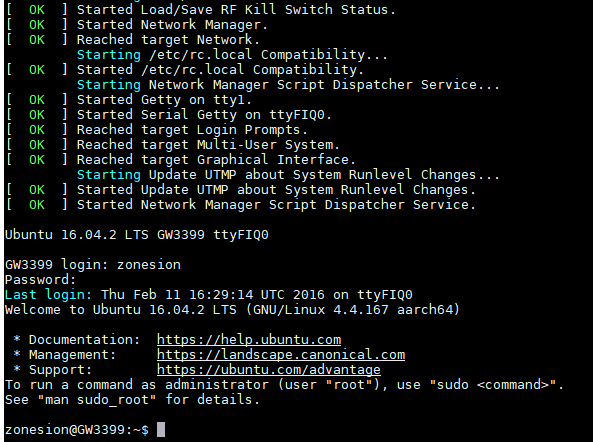 [  OK  ] Started Load/Save RF Kill Switch Status.
[  OK  ] Started Network Manager.
[  OK  ] Reached target Network.
         Starting /etc/rc.local Compatibility...
[  OK  ] Started /etc/rc.local Compatibility.
         Starting Network Manager Script Dispatcher Service...
[  OK  ] Started Getty on tty1.
[  OK  ] Started Serial Getty on ttyFIQ0.
[  OK  ] Reached target Login Prompts.
[  OK  ] Reached target Multi-User System.
[  OK  ] Reached target Graphical Interface.
         Starting Update UTMP about System Runlevel Changes...
[  OK  ] Started Update UTMP about System Runlevel Changes.
[  OK  ] Started Network Manager Script Dispatcher Service.
Ubuntu 16.04.2 LTS GW3399 ttyFIQ0
GW3399 login: zonesion
Password:
Last login: Thu Feb 11 16:29:14 UTC 2016 on ttyFIQ0
Welcome to Ubuntu 16.04.2 LTS (GNU/Linux 4.4.167 aarch64)
 * Documentation:  https://help.ubuntu.com
 * Management:     https://landscape.canonical.com
 * Support:        https://ubuntu.com/advantage
To run a command as administrator (user "root"), use "sudo <command>".
See "man sudo_root" for details.
zonesion@GW3399:~$